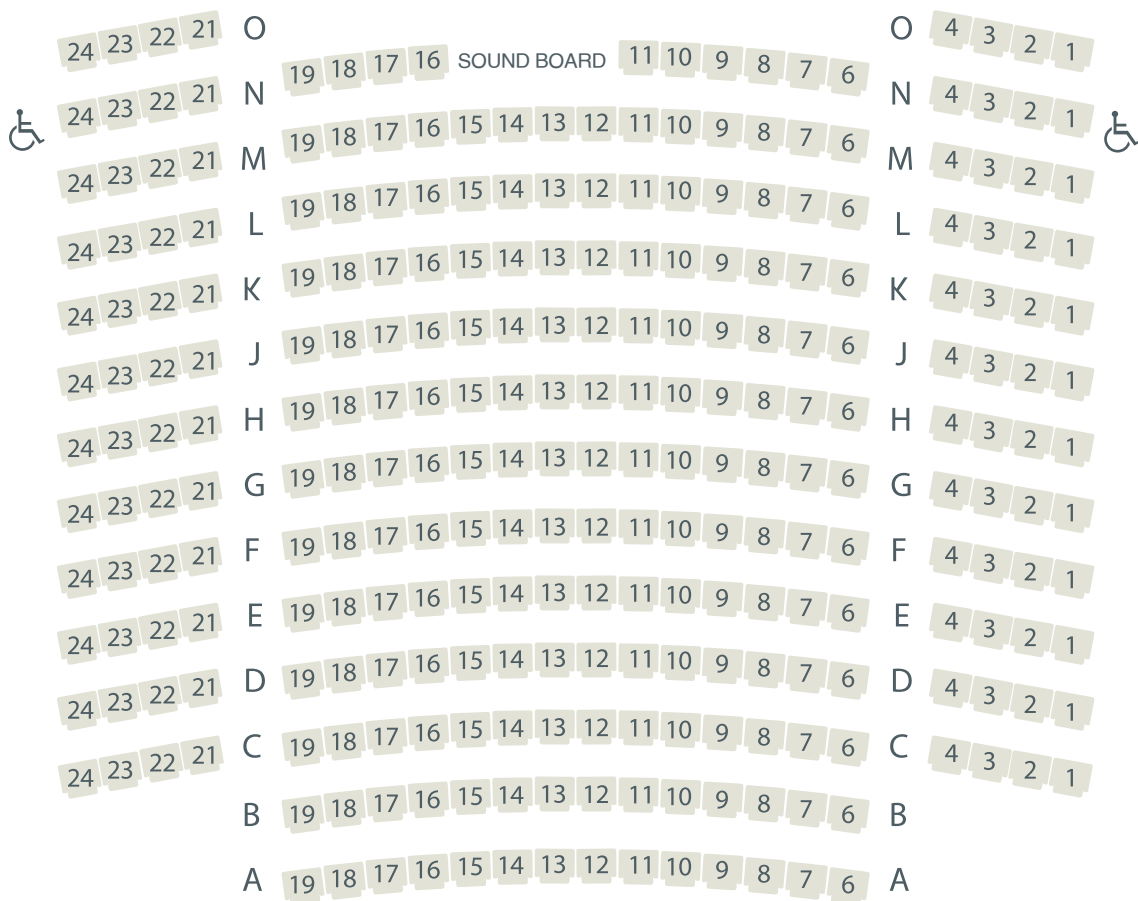 24 23 22 21 O O 4 3 2 1
24 23 22 21 N 19 18 17 16 SOUND BOARD 11 10 9 8 7 6 N 4 3 2 1
24 23 22 21 M 19 18 17 16 15 14 13 12 11 10 9 8 7 6 M 4 3 2 1
24 23 22 21 L 19 18 17 16 15 14 13 12 11 10 9 8 7 6 L 4 3 2 1
24 23 22 21 K 19 18 17 16 15 14 13 12 11 10 9 8 7 6 K 4 3 2 1
24 23 22 21 J 19 18 17 16 15 14 13 12 11 10 9 8 7 6 J 4 3 2 1
24 23 22 21 H 19 18 17 16 15 14 13 12 11 10 9 8 7 6 H 4 3 2 1
24 23 22 21 G 19 18 17 16 15 14 13 12 11 10 9 8 7 6 G 4 3 2 1
24 23 22 21 F 19 18 17 16 15 14 13 12 11 10 9 8 7 6 F 4 3 2 1
24 23 22 21 E 19 18 17 16 15 14 13 12 11 10 9 8 7 6 E 4 3 2 1
24 23 22 21 D 19 18 17 16 15 14 13 12 11 10 9 8 7 6 D 4 3 2 1
24 23 22 21 C 19 18 17 16 15 14 13 12 11 10 9 8 7 6 C 4 3 2 1
B 19 18 17 16 15 14 13 12 11 10 9 8 7 6 B
A 19 18 17 16 15 14 13 12 11 10 9 8 7 6 A